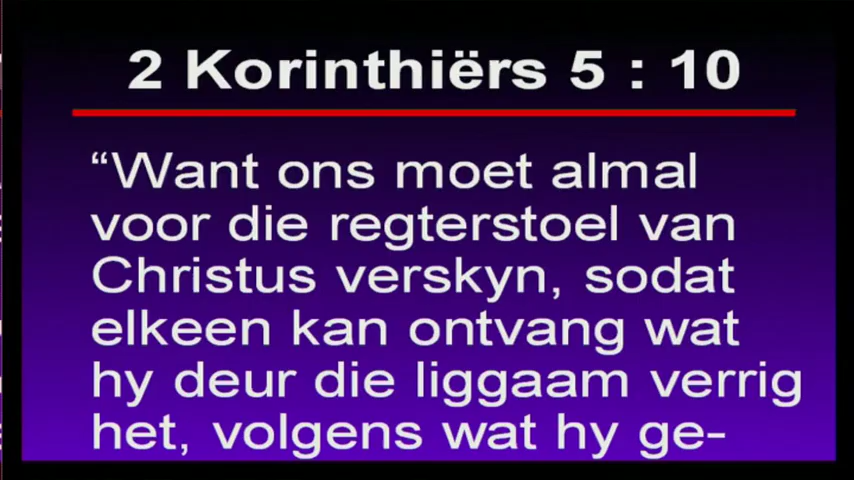 2 Korinthiërs 5 : 10
“Want ons moet almal
voor die regterstoel van
Christus verskyn, sodat
elkeen kan ontvang wat
hy deur die liggaam verrig
het, volgens wat hy ge-